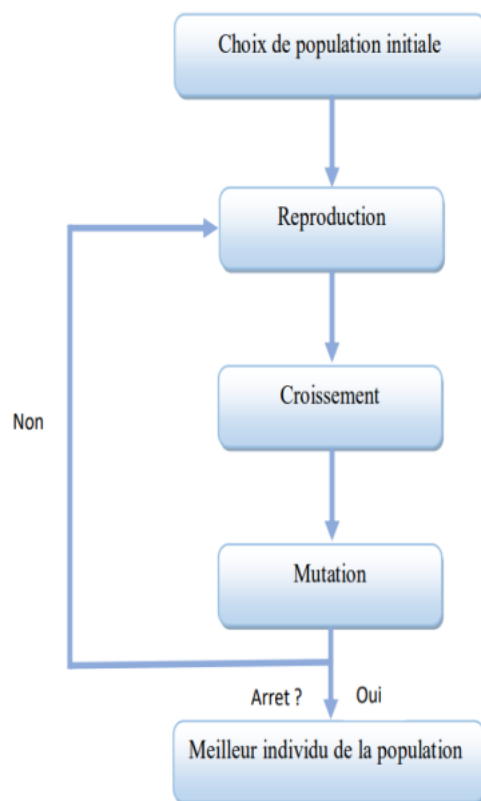 Choix de population initiale
Reproduction
Croissement
Non
Mutation
Arret ? Oui
Meilleur individu de la population